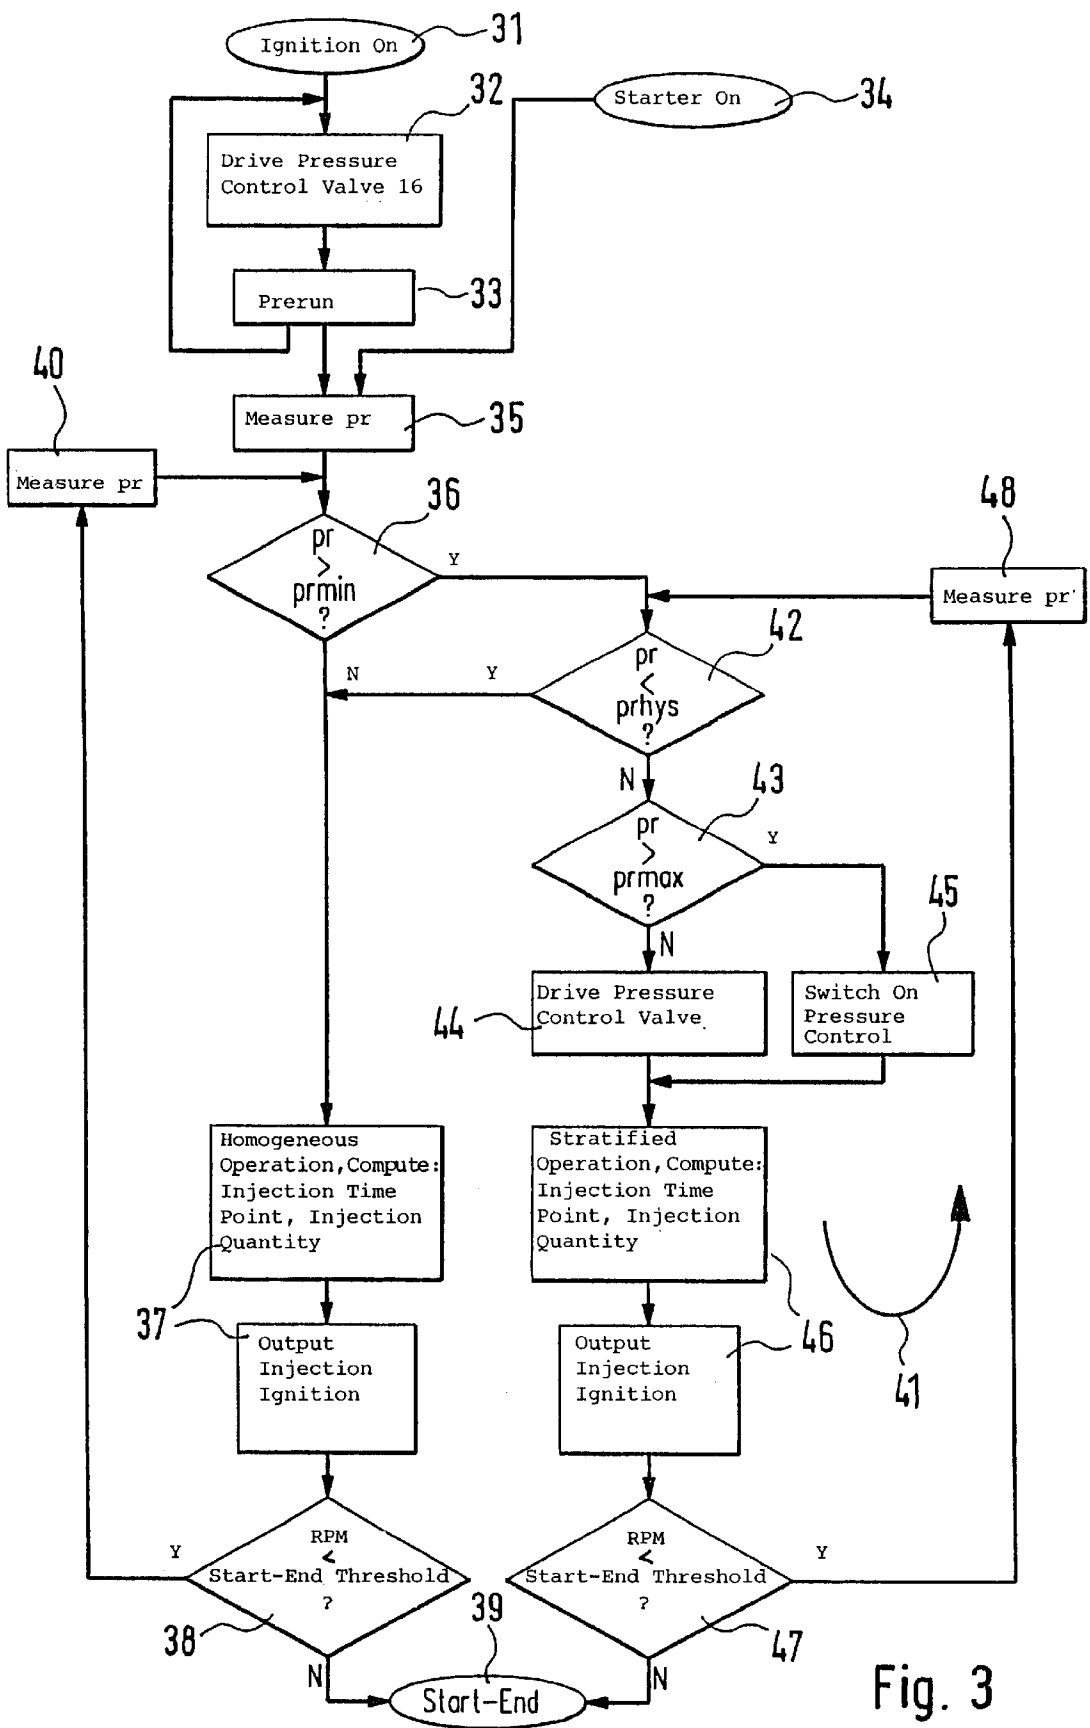 Ignition On
31
Starter On
34
32
Drive Pressure
Control Valve 16
Prerun
33
40
Measure pr
35
Measure pr
36
pr
>
prmin
?
Y
48
Measure pr
42
pr
<
prhys
?
N
Y
N
43
pr
>
prmax
?
Y
N
45
44
Drive Pressure
Control Valve
Switch On
Pressure
Control
Homogeneous
Operation,Compute:
Injection Time
Point, Injection
Quantity
Stratified
Operation,Compute:
Injection Time
Point, Injection
Quantity
37
46
41
Output
Injection
Ignition
Output
Injection
Ignition
Y
RPM
<
Start-End Threshold
?
38
N
RPM
<
Start-End Threshold
?
Y
47
N
39
Start-End
Fig. 3